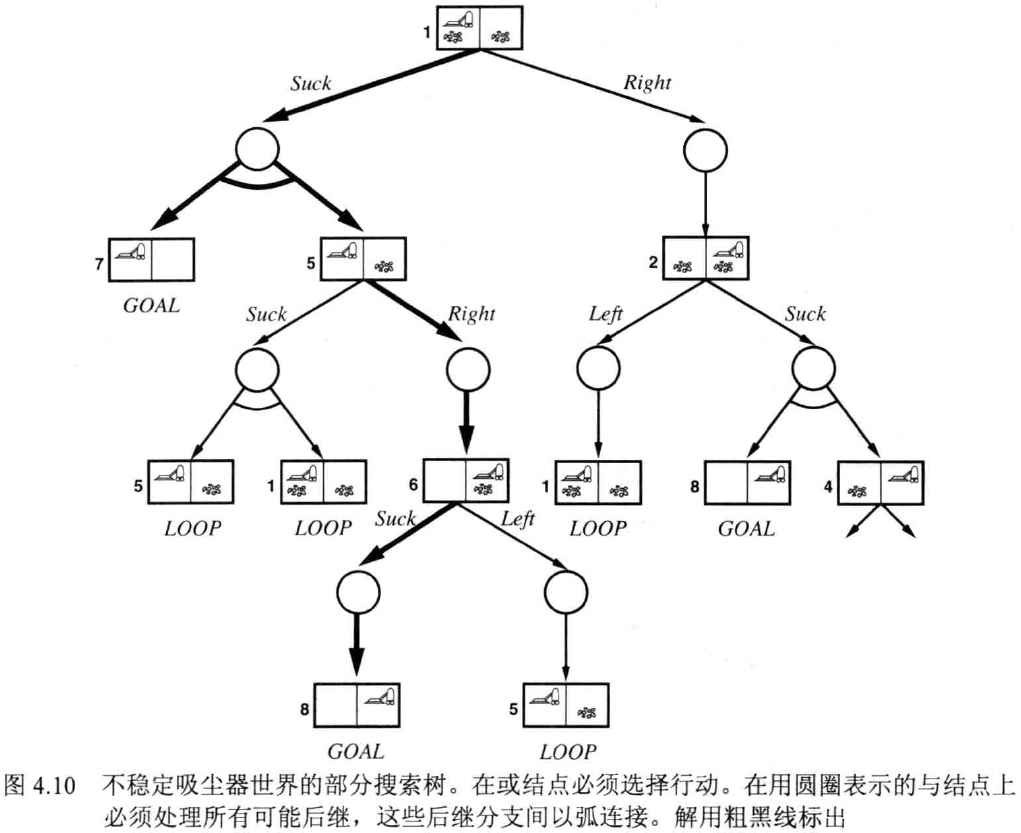 1
Suck
Right
7
5
2
GOAL
Suck
Right
Left
Suck
5
1
6
1
8
4
LOOP
LOOP
Suck
Left
LOOP
GOAL
8
5
GOAL
LOOP
图 4.10 不稳定吸尘器世界的部分搜索树。在或结点必须选择行动。在用圆圈表示的与结点上
必须处理所有可能后继，这些后继分支间以弧连接。解用粗黑线标出